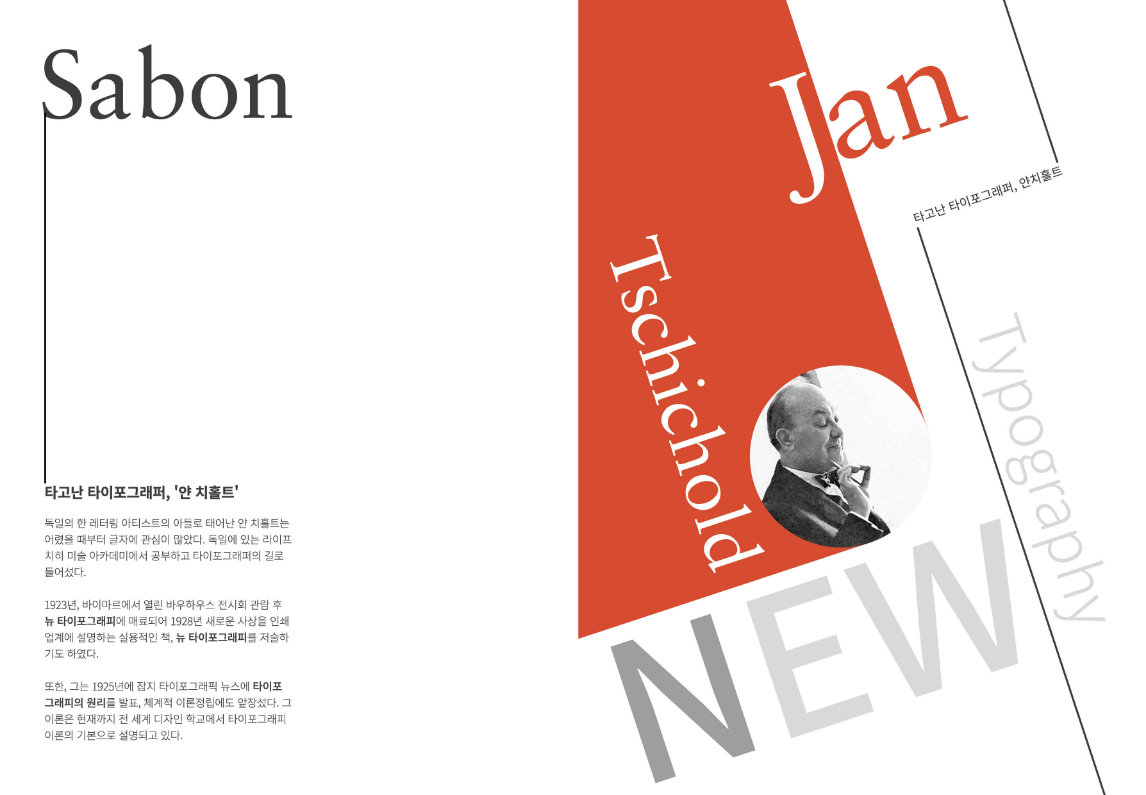 Sabon
타고난 타이포그래퍼, '얀 치홀트'
독일의 한 레터링 아티스트의 아들로 태어난 얀 치홀트는
어렸을 때부터 글자에 관심이 많았다. 독일에 있는 라이프
치히 미술 아카데미에서 공부하고 타이포그래퍼의 길로
들어섰다.
1923년, 바이마르에서 열린 바우하우스 전시회 관람 후
뉴 타이포그래피에 매료되어 1928년 새로운 사상을 인쇄
업계에 설명하는 실용적인 책, 뉴 타이포그래피를 저술하
기도 하였다.
또한, 그는 1925년에 잡지 타이포그래픽 뉴스에 타이포
그래피의 원리를 발표, 체계적 이론정립에도 앞장섰다. 그
이론은 현재까지 전 세계 디자인 학교에서 타이포그래피
이론의 기본으로 설명되고 있다.
Jan
타고난 타이포그래퍼, 얀치홀트
Tschichold
Typography
NEW